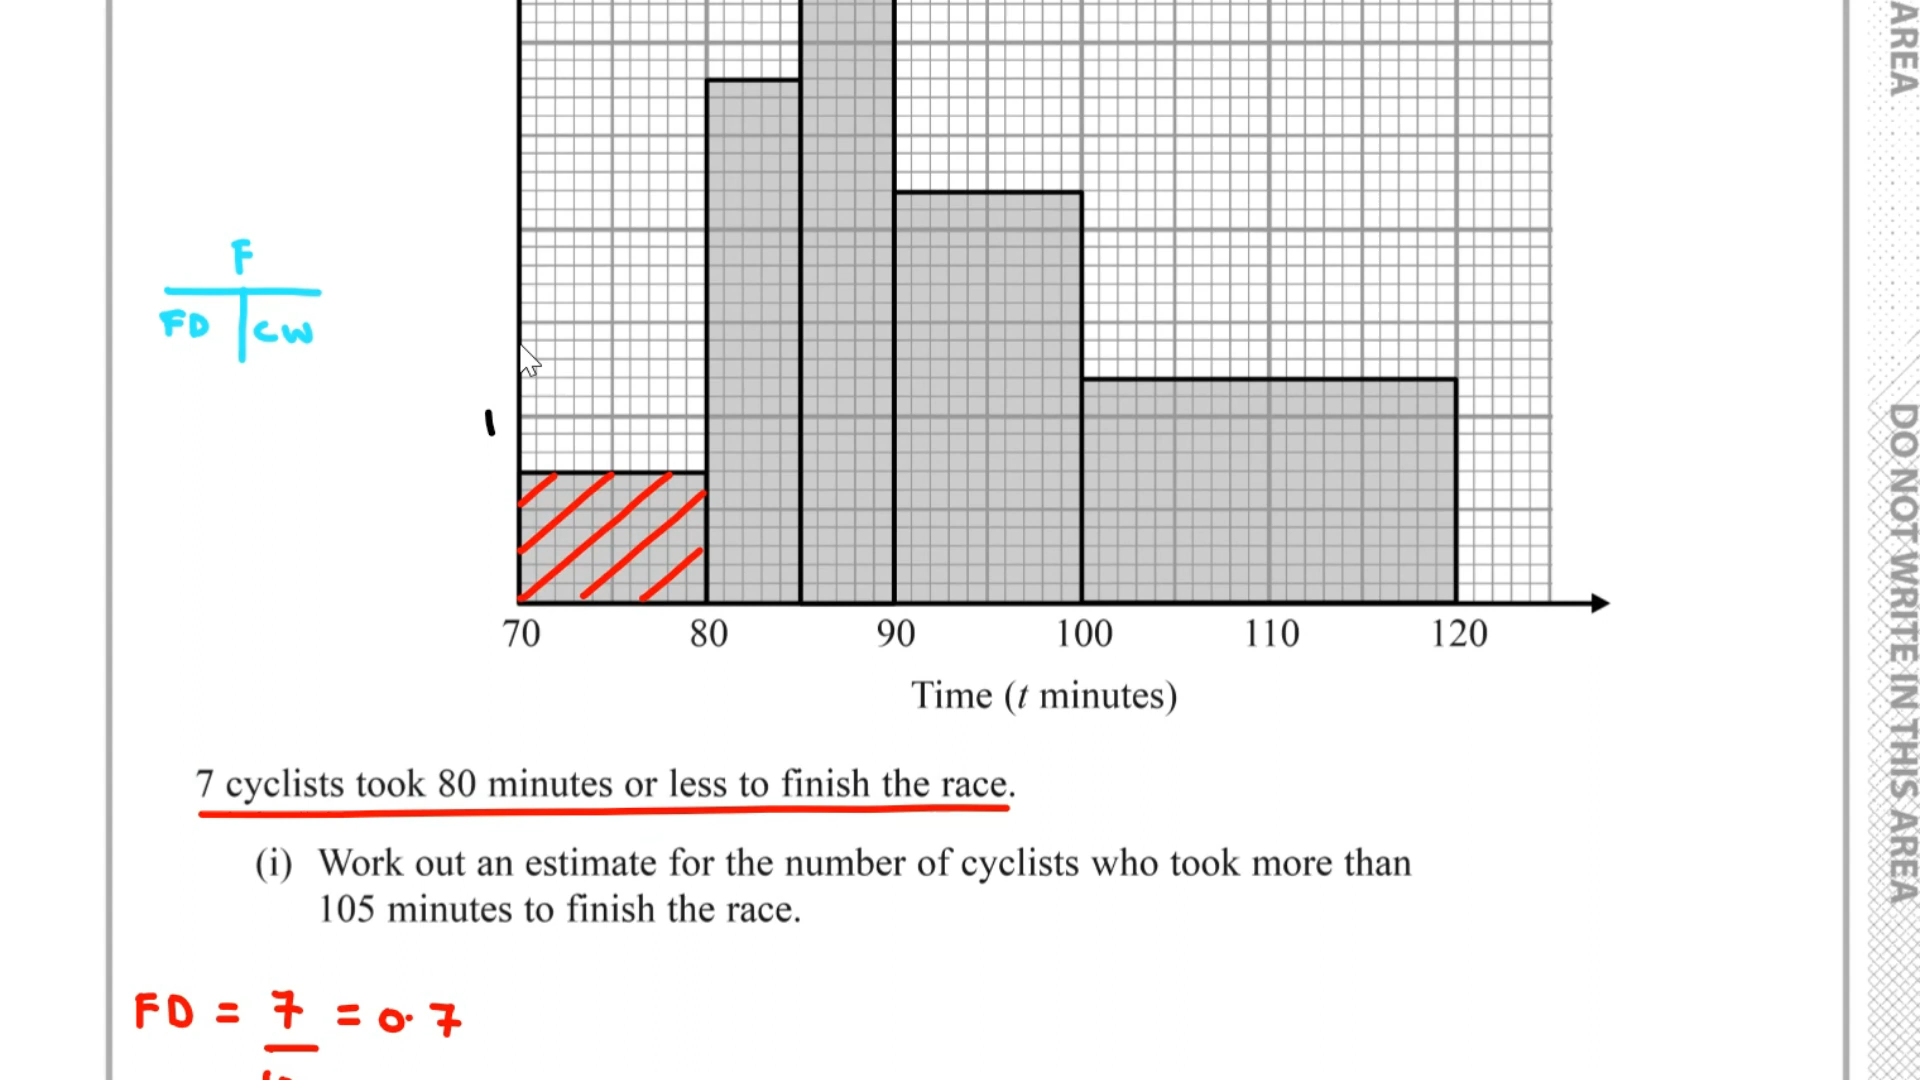 AREA
F
FD | CW
1
70 80 90 100 110 120
Time (t minutes)
7 cyclists took 80 minutes or less to finish the race.
(i) Work out an estimate for the number of cyclists who took more than
105 minutes to finish the race.
FD = 7 = 0.7
DO NOT WRITE IN THIS AREA